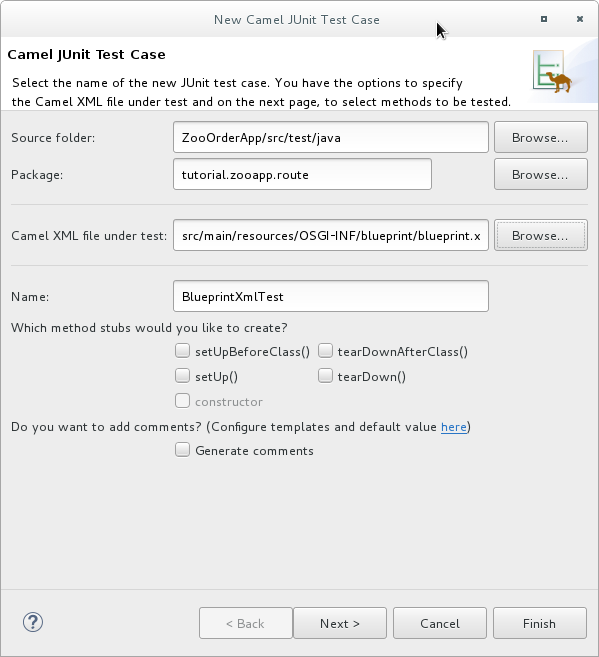 New Camel JUnit Test Case
Camel JUnit Test Case
Select the name of the new JUnit test case. You have the options to specify
the Camel XML file under test and on the next page, to select methods to be tested.
Source folder: ZooOrderApp/src/test/java Browse...
Package: tutorial.zooapp.route Browse...
Camel XML file under test: src/main/resources/OSGI-INF/blueprint/blueprint.x Browse...
Name: BlueprintXmlTest
Which method stubs would you like to create?
setUpBeforeClass() tearDownAfterClass()
setUp() tearDown()
constructor
Do you want to add comments? (Configure templates and default value here)
Generate comments
? < Back Next > Cancel Finish